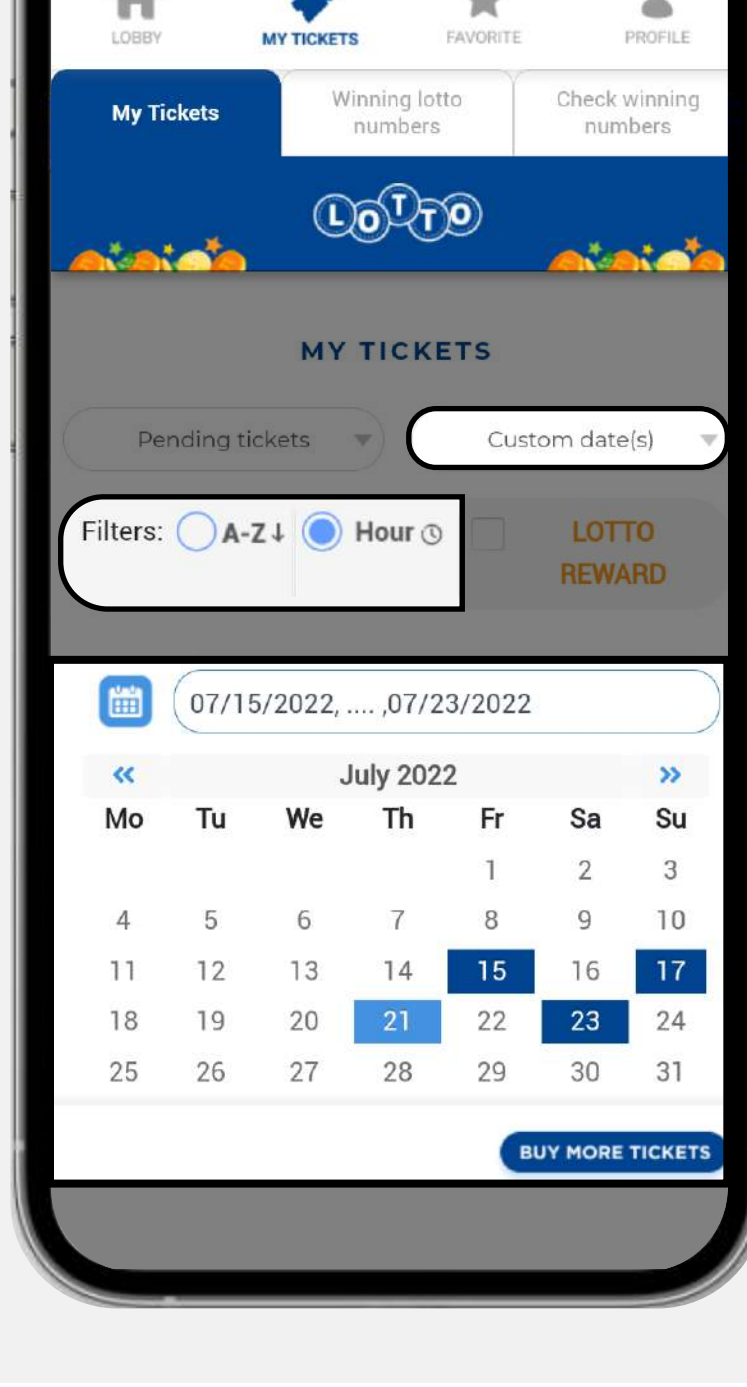 LOBBY MY TICKETS FAVORITE PROFILE
My Tickets
Winning lotto
numbers
Check winning
numbers
LOTTO
MY TICKETS
Pending tickets Custom date(s)
Filters: A-Z↓ Hour
LOTTO
REWARD
07/15/2022, .... ,07/23/2022
« July 2022 »
Mo Tu We Th Fr Sa Su
1 2 3
4 5 6 7 8 9 10
11 12 13 14 15 16 17
18 19 20 21 22 23 24
25 26 27 28 29 30 31
BUY MORE TICKETS